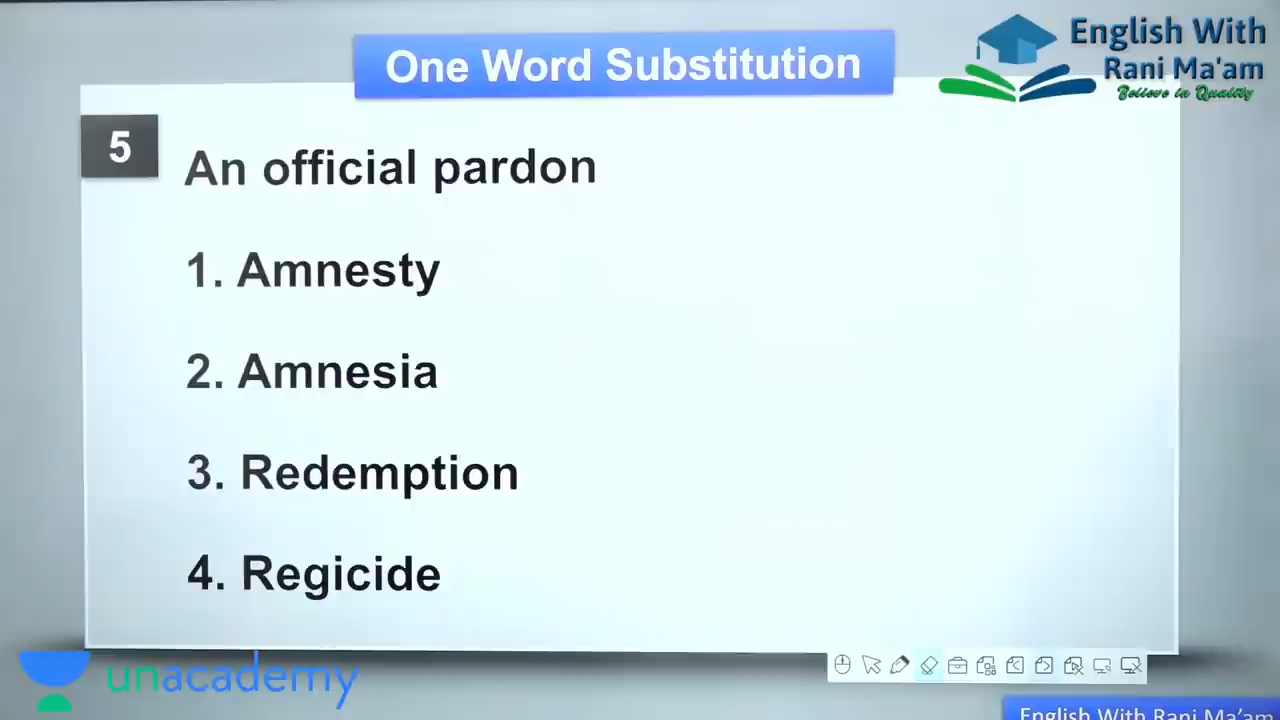 One Word Substitution
English With
Rani Ma'am
Believe in Quality
5
An official pardon
1. Amnesty
2. Amnesia
3. Redemption
4. Regicide
unacademy
English With Rani Ma'am